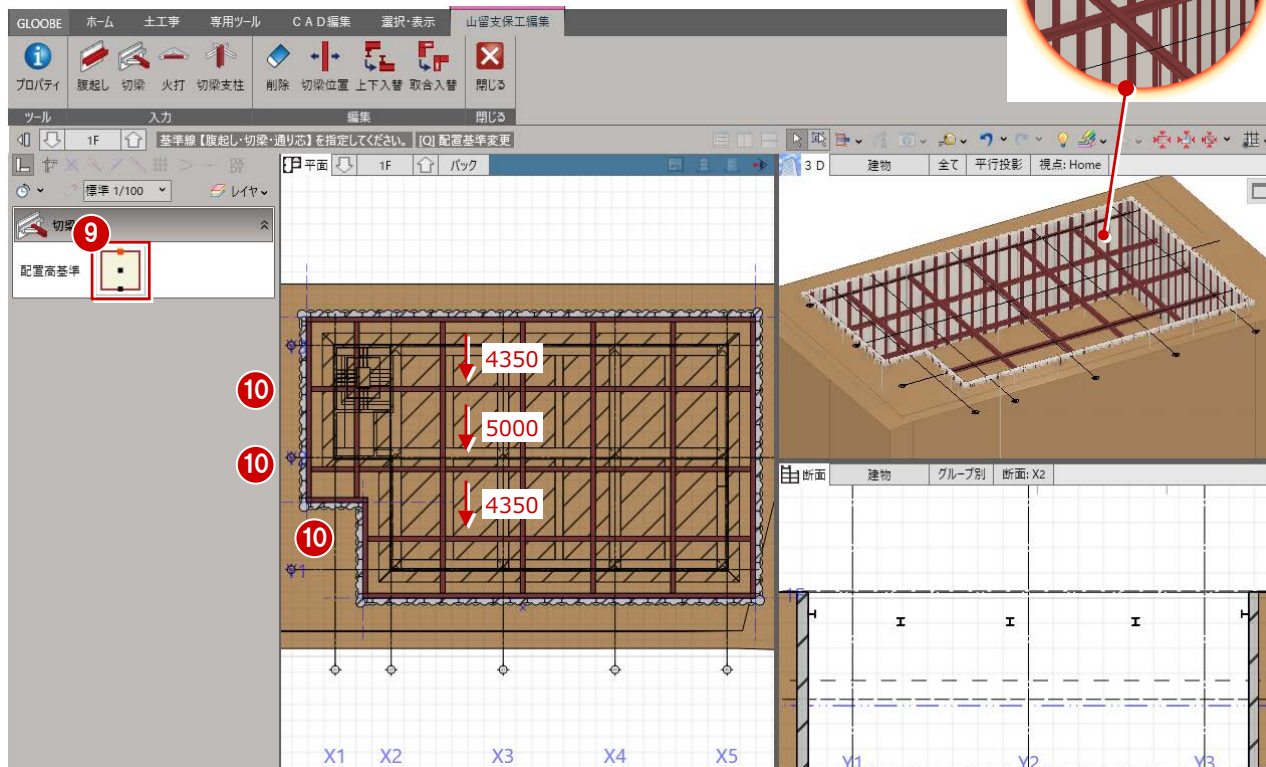 GLOOBE ホーム 土工事 専用ツール CAD編集 選択・表示 山留支保工編集
プロパティ 腹起し 切梁 火打 切梁支柱 削除 切梁位置 上下入替 取合入替 閉じる
ツール 入力 編集 閉じる
1F 基準線【腹起し・切梁・通り芯】を指定してください。 [Q] 配置基準変更
標準 1/100 レイヤ
切梁
9
配置高基準
平面 1F バック
4350
10
5000
10
4350
10
Y1
X1 X2 X3 X4 X5
3D 建物 全て 平行投影 視点: Home
断面 建物 グループ別 断面: X2
1F
Y1 Y2 Y3